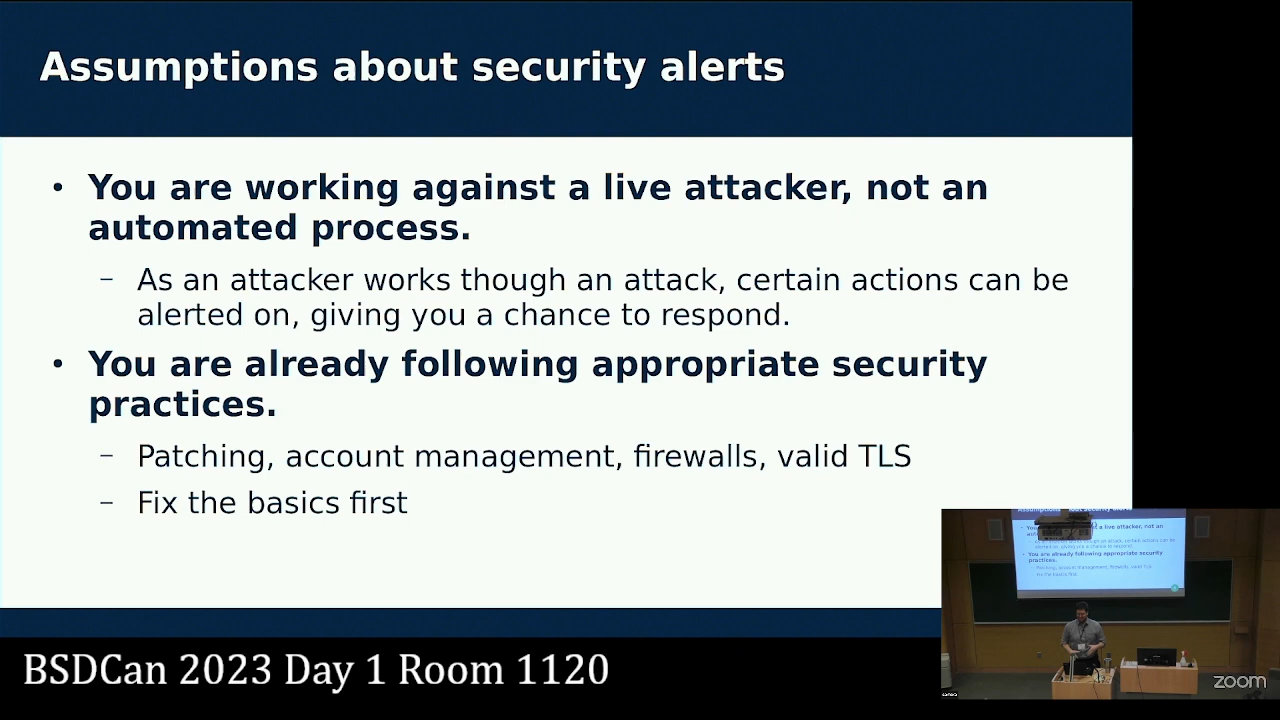 Assumptions about security alerts
• You are working against a live attacker, not an
automated process.
– As an attacker works though an attack, certain actions can be
alerted on, giving you a chance to respond.
• You are already following appropriate security
practices.
– Patching, account management, firewalls, valid TLS
– Fix the basics first
BSDCan 2023 Day 1 Room 1120
zoom